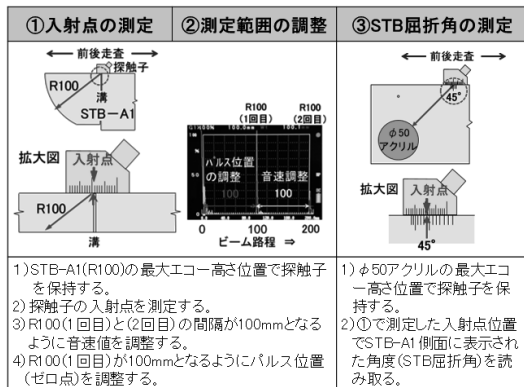 ①入射点の測定
②測定範囲の調整
③STB屈折角の測定
前後走査
探触子
R100
溝
STB-A1
拡大図
入射点
R100
溝
R100
(1回目)
R100
(2回目)
パルス位置
の調整
100
音速調整
100
0
100
200
ビーム路程 ⇒
前後走査
45°
φ50
アクリル
拡大図
入射点
45°
1)STB-A1(R100)の最大エコー高さ位置で探触子
を保持する。
2)探触子の入射点を測定する。
3)R100(1回目)と(2回目)の間隔が100mmとなる
ように音速値を調整する。
4)R100(1回目)が100mmとなるようにパルス位置
(ゼロ点)を調整する。
1)φ50アクリルの最大エコ
ー高さ位置で探触子を保
持する。
2)①で測定した入射点位置
でSTB-A1側面に表示され
た角度(STB屈折角)を読
み取る。